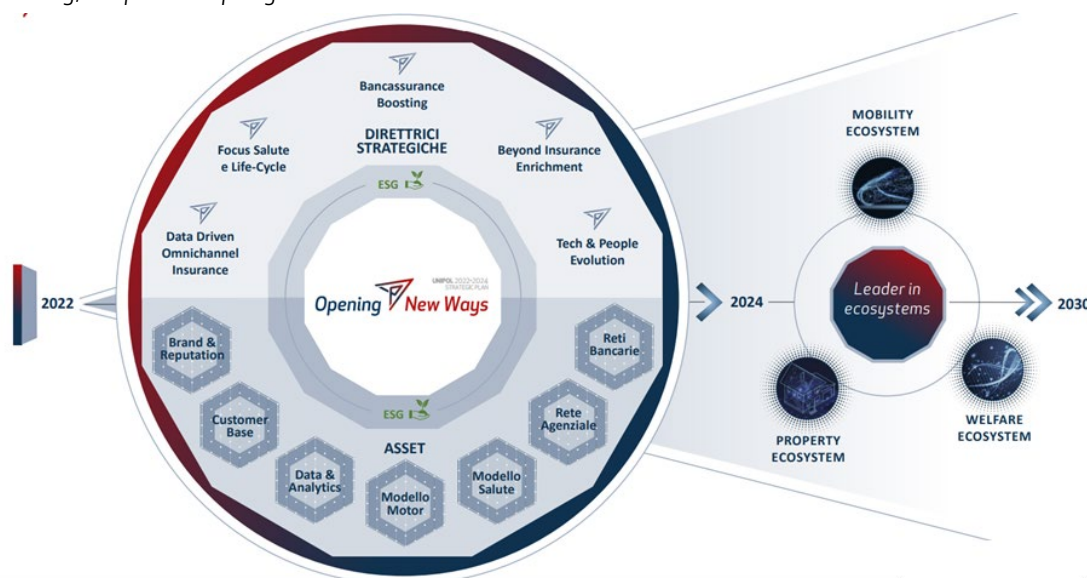 Bancassurance
Boosting
DIRETTRICI
STRATEGICHE
Focus Salute
e Life-Cycle
Beyond Insurance
Enrichment
ESG
Data Driven
Omnichannel
Insurance
Tech & People
Evolution
UNIPOL 2022-2024
STRATEGIC PLAN
Opening New Ways
2022
2024
2030
MOBILITY
ECOSYSTEM
Leader in
ecosystems
PROPERTY
ECOSYSTEM
WELFARE
ECOSYSTEM
Brand &
Reputation
Customer
Base
Data &
Analytics
Modello
Motor
Modello
Salute
Rete
Agenziale
Reti
Bancarie
ESG
ASSET